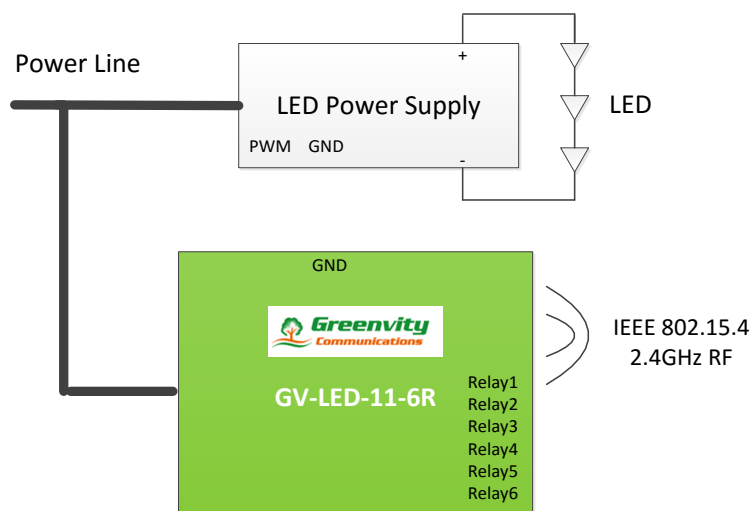 Power Line
+
LED Power Supply
LED
PWM GND
-
GND
Greenvity
Communications
IEEE 802.15.4
2.4GHz RF
GV-LED-11-6R
Relay1
Relay2
Relay3
Relay4
Relay5
Relay6